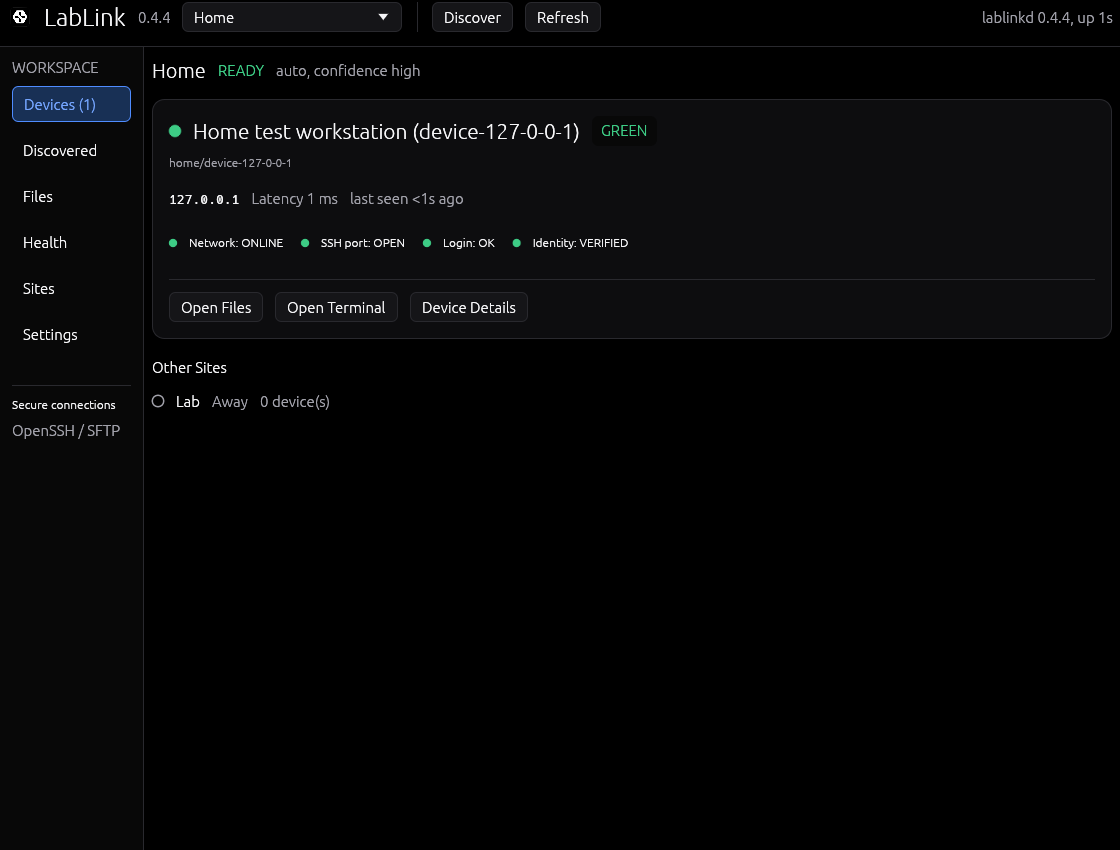 LabLink 0.4.4 Home Discover Refresh lablinkd 0.4.4, up 1s
WORKSPACE
Devices (1)
Discovered
Files
Health
Sites
Settings
Secure connections
OpenSSH / SFTP
Home READY auto, confidence high
Home test workstation (device-127-0-0-1) GREEN
home/device-127-0-0-1
127.0.0.1 Latency 1 ms last seen <1s ago
Network: ONLINE SSH port: OPEN Login: OK Identity: VERIFIED
Open Files Open Terminal Device Details
Other Sites
Lab Away 0 device(s)